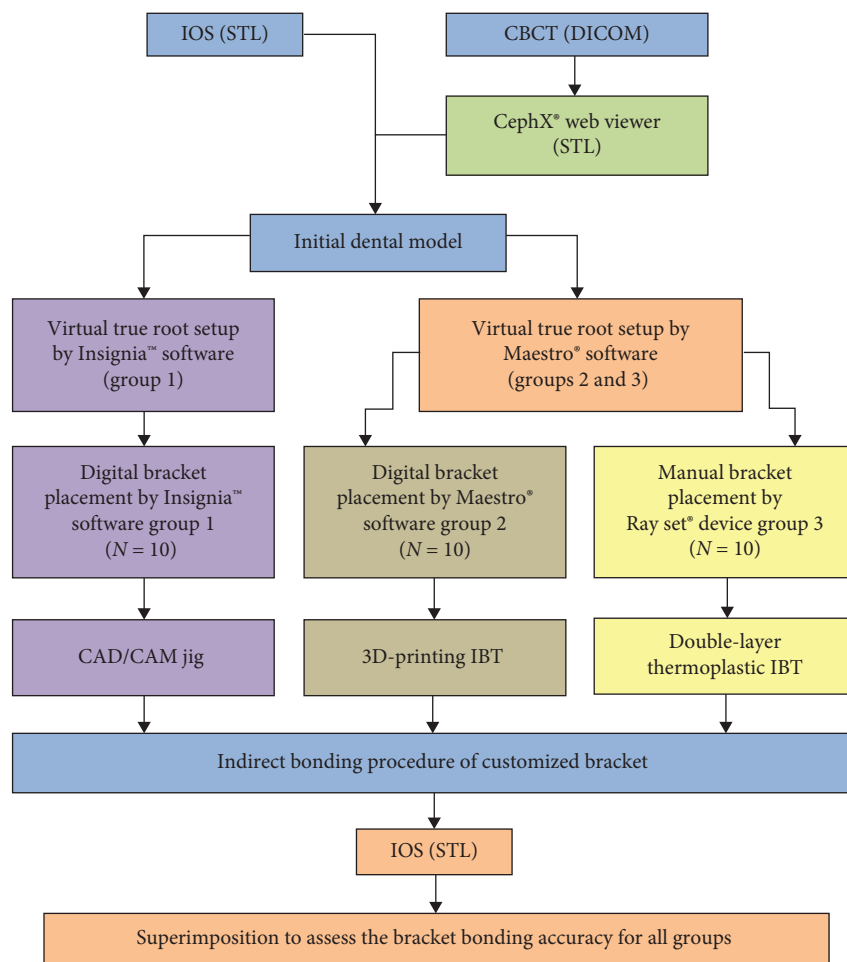 IOS (STL)
CBCT (DICOM)
CephX® web viewer
(STL)
Initial dental model
Virtual true root setup
by Insignia™ software
(group 1)
Virtual true root setup by
Maestro® software
(groups 2 and 3)
Digital bracket
placement by Insignia™
software group 1
(N = 10)
Digital bracket
placement by Maestro®
software group 2
(N = 10)
Manual bracket
placement by
Ray set® device group 3
(N = 10)
CAD/CAM jig
3D-printing IBT
Double-layer
thermoplastic IBT
Indirect bonding procedure of customized bracket
IOS (STL)
Superimposition to assess the bracket bonding accuracy for all groups